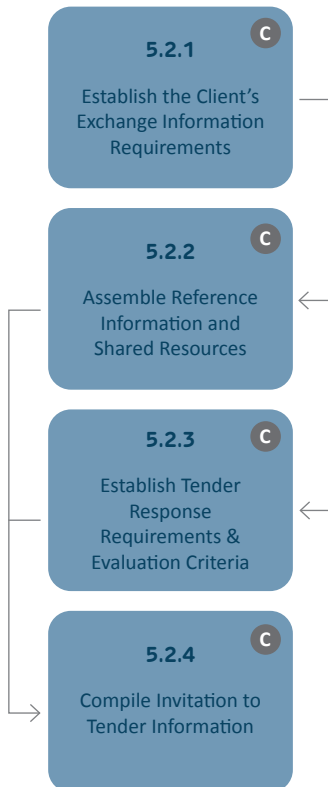 C
5.2.1
Establish the Client’s
Exchange Information
Requirements
C
5.2.2
Assemble Reference
Information and
Shared Resources
C
5.2.3
Establish Tender
Response
Requirements &
Evaluation Criteria
C
5.2.4
Compile Invitation to
Tender Information